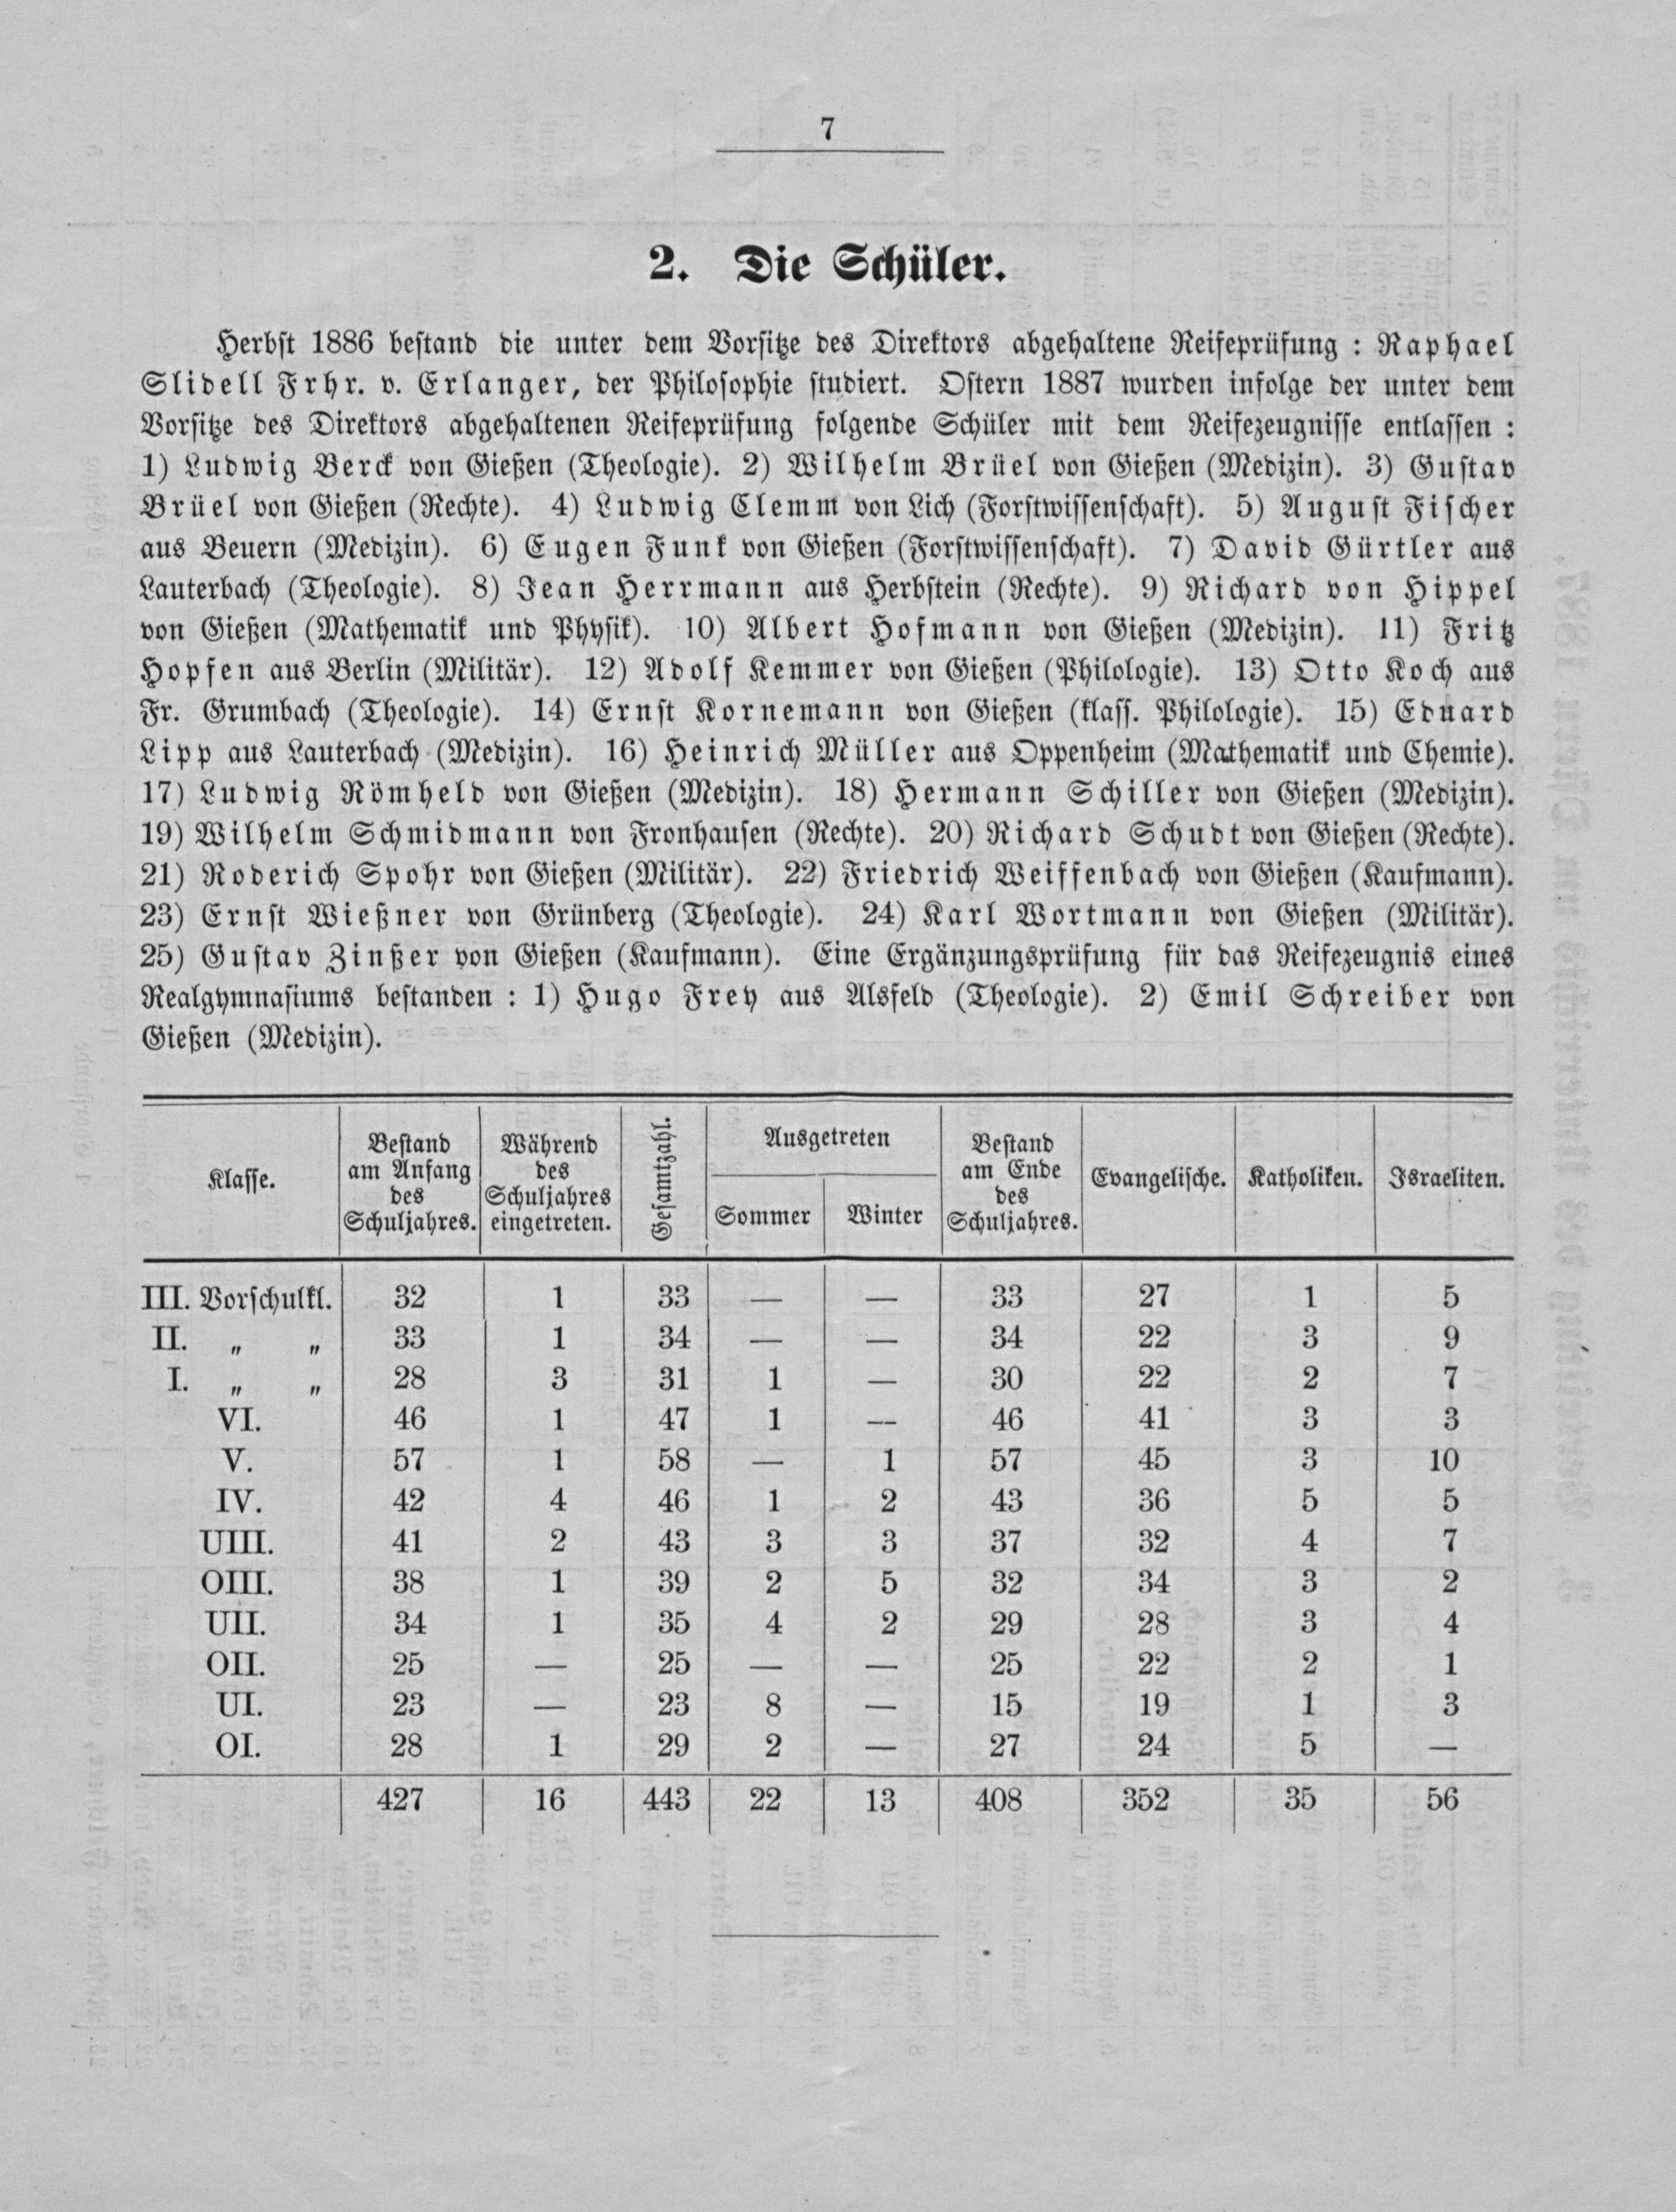 7
2. Die Schüler.
Herbst 1886 bestand die unter dem Vorsitze des Direktors abgehaltene Reifeprüfung : Raphael
Slidell Frhr. v. Erlanger, der Philosophie studiert. Ostern 1887 wurden infolge der unter dem
Vorsitze des Direktors abgehaltenen Reifeprüfung folgende Schüler mit dem Reifezeugnisse entlassen :
1) Ludwig Berck von Gießen (Theologie). 2) Wilhelm Brüel von Gießen (Medizin). 3) Gustav
Brüel von Gießen (Rechte). 4) Ludwig Clemm von Lich (Forstwissenschaft). 5) August Fischer
aus Beuern (Medizin). 6) Eugen Funk von Gießen (Forstwissenschaft). 7) David Gürtler aus
Lauterbach (Theologie). 8) Jean Herrmann aus Herbstein (Rechte). 9) Richard von Hippel
von Gießen (Mathematik und Physik). 10) Albert Hofmann von Gießen (Medizin). 11) Fritz
Hopfen aus Berlin (Militär). 12) Adolf Kemmer von Gießen (Philologie). 13) Otto Koch aus
Fr. Grumbach (Theologie). 14) Ernst Kornemann von Gießen (klass. Philologie). 15) Eduard
Lipp aus Lauterbach (Medizin). 16) Heinrich Müller aus Oppenheim (Mathematik und Chemie).
17) Ludwig Römheld von Gießen (Medizin). 18) Hermann Schiller von Gießen (Medizin).
19) Wilhelm Schmidmann von Fronhausen (Rechte). 20) Richard Schudt von Gießen (Rechte).
21) Roderich Spohr von Gießen (Militär). 22) Friedrich Weiffenbach von Gießen (Kaufmann).
23) Ernst Wießner von Grünberg (Theologie). 24) Karl Wortmann von Gießen (Militär).
25) Gustav Zinßer von Gießen (Kaufmann). Eine Ergänzungsprüfung für das Reifezeugnis eines
Realgymnasiums bestanden : 1) Hugo Frey aus Alsfeld (Theologie). 2) Emil Schreiber von
Gießen (Medizin).
Klasse. Bestand am Anfang des Schuljahres. Während des Schuljahres eingetreten. Gesamtzahl. Ausgetreten Sommer Winter Bestand am Ende des Schuljahres. Evangelische. Katholiken. Israeliten.
III. Vorschulkl. 32 1 33 — — 33 27 1 5
II. „ „ 33 1 34 — — 34 22 3 9
I. „ „ 28 3 31 1 — 30 22 2 7
VI. 46 1 47 1 — 46 41 3 3
V. 57 1 58 — 1 57 45 3 10
IV. 42 4 46 1 2 43 36 5 5
UIII. 41 2 43 3 3 37 32 4 7
OIII. 38 1 39 2 5 32 34 3 2
UII. 34 1 35 4 2 29 28 3 4
OII. 25 — 25 — — 25 22 2 1
UI. 23 — 23 8 — 15 19 1 3
OI. 28 1 29 2 — 27 24 5 —
427 16 443 22 13 408 352 35 56